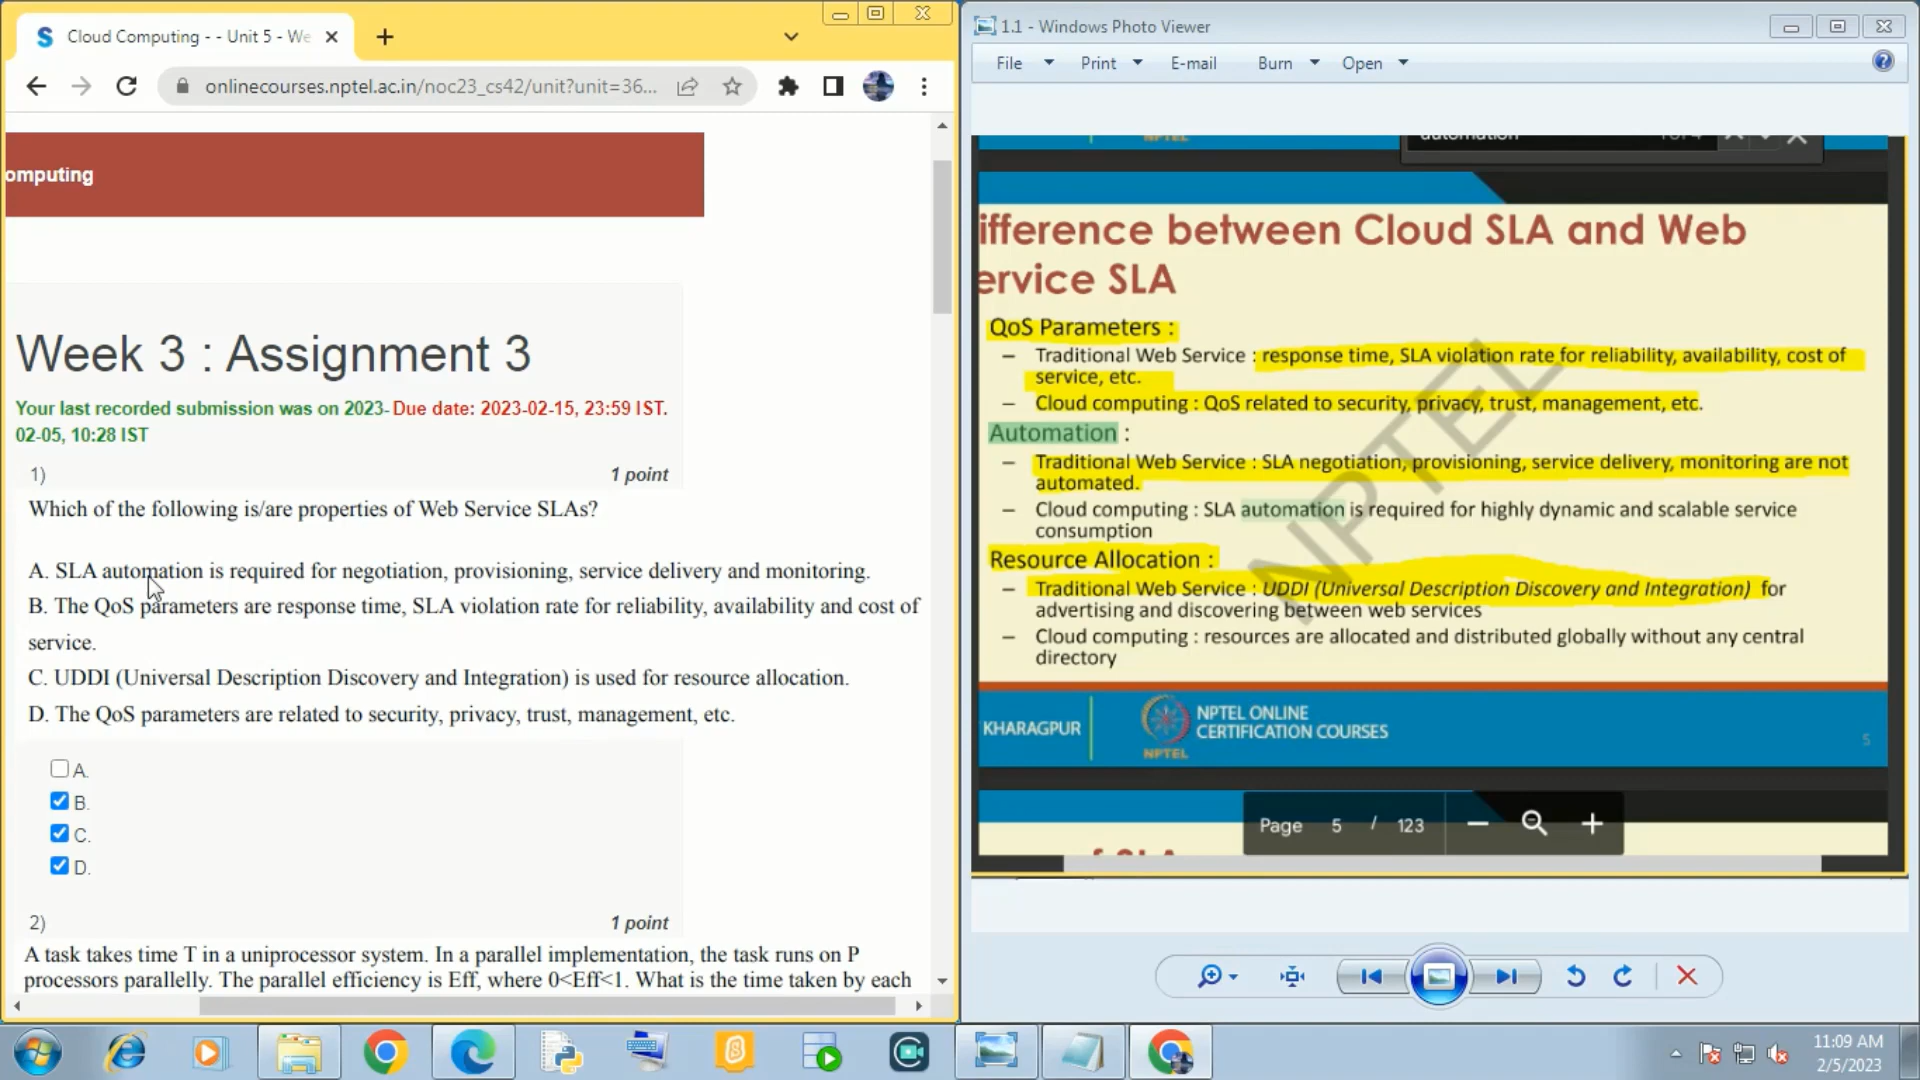 Cloud Computing - - Unit 5 - We
onlinecourses.nptel.ac.in/noc23_cs42/unit?unit=36...
omputing
Week 3 : Assignment 3
Your last recorded submission was on 2023- Due date: 2023-02-15, 23:59 IST.
02-05, 10:28 IST
1)
1 point
Which of the following is/are properties of Web Service SLAs?
A. SLA automation is required for negotiation, provisioning, service delivery and monitoring.
B. The QoS parameters are response time, SLA violation rate for reliability, availability and cost of
service.
C. UDDI (Universal Description Discovery and Integration) is used for resource allocation.
D. The QoS parameters are related to security, privacy, trust, management, etc.
A.
B.
C.
D.
2)
1 point
A task takes time T in a uniprocessor system. In a parallel implementation, the task runs on P
processors parallelly. The parallel efficiency is Eff, where 0<Eff<1. What is the time taken by each
1.1 - Windows Photo Viewer
File Print E-mail Burn Open
automation
ifference between Cloud SLA and Web
ervice SLA
QoS Parameters :
– Traditional Web Service : response time, SLA violation rate for reliability, availability, cost of
service, etc.
– Cloud computing : QoS related to security, privacy, trust, management, etc.
Automation :
– Traditional Web Service : SLA negotiation, provisioning, service delivery, monitoring are not
automated.
– Cloud computing : SLA automation is required for highly dynamic and scalable service
consumption
Resource Allocation :
– Traditional Web Service : UDDI (Universal Description Discovery and Integration) for
advertising and discovering between web services
– Cloud computing : resources are allocated and distributed globally without any central
directory
NPTEL
KHARAGPUR
NPTEL ONLINE
CERTIFICATION COURSES
NPTEL
5
Page 5 / 123
11:09 AM
2/5/2023